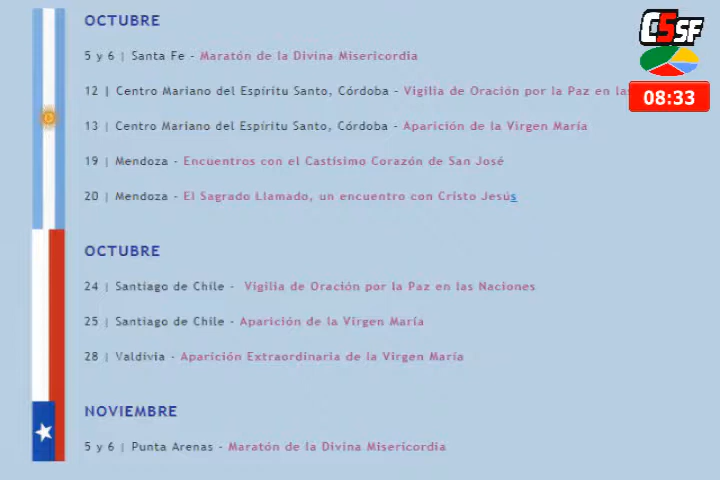 OCTUBRE
5 y 6 | Santa Fe - Maratón de la Divina Misericordia
12 | Centro Mariano del Espíritu Santo, Córdoba - Vigilia de Oración por la Paz en las
13 | Centro Mariano del Espíritu Santo, Córdoba - Aparición de la Virgen María
19 | Mendoza - Encuentros con el Castísimo Corazón de San José
20 | Mendoza - El Sagrado Llamado, un encuentro con Cristo Jesús
OCTUBRE
24 | Santiago de Chile - Vigilia de Oración por la Paz en las Naciones
25 | Santiago de Chile - Aparición de la Virgen María
28 | Valdivia - Aparición Extraordinaria de la Virgen María
NOVIEMBRE
5 y 6 | Punta Arenas - Maratón de la Divina Misericordia
C5SF
08:33